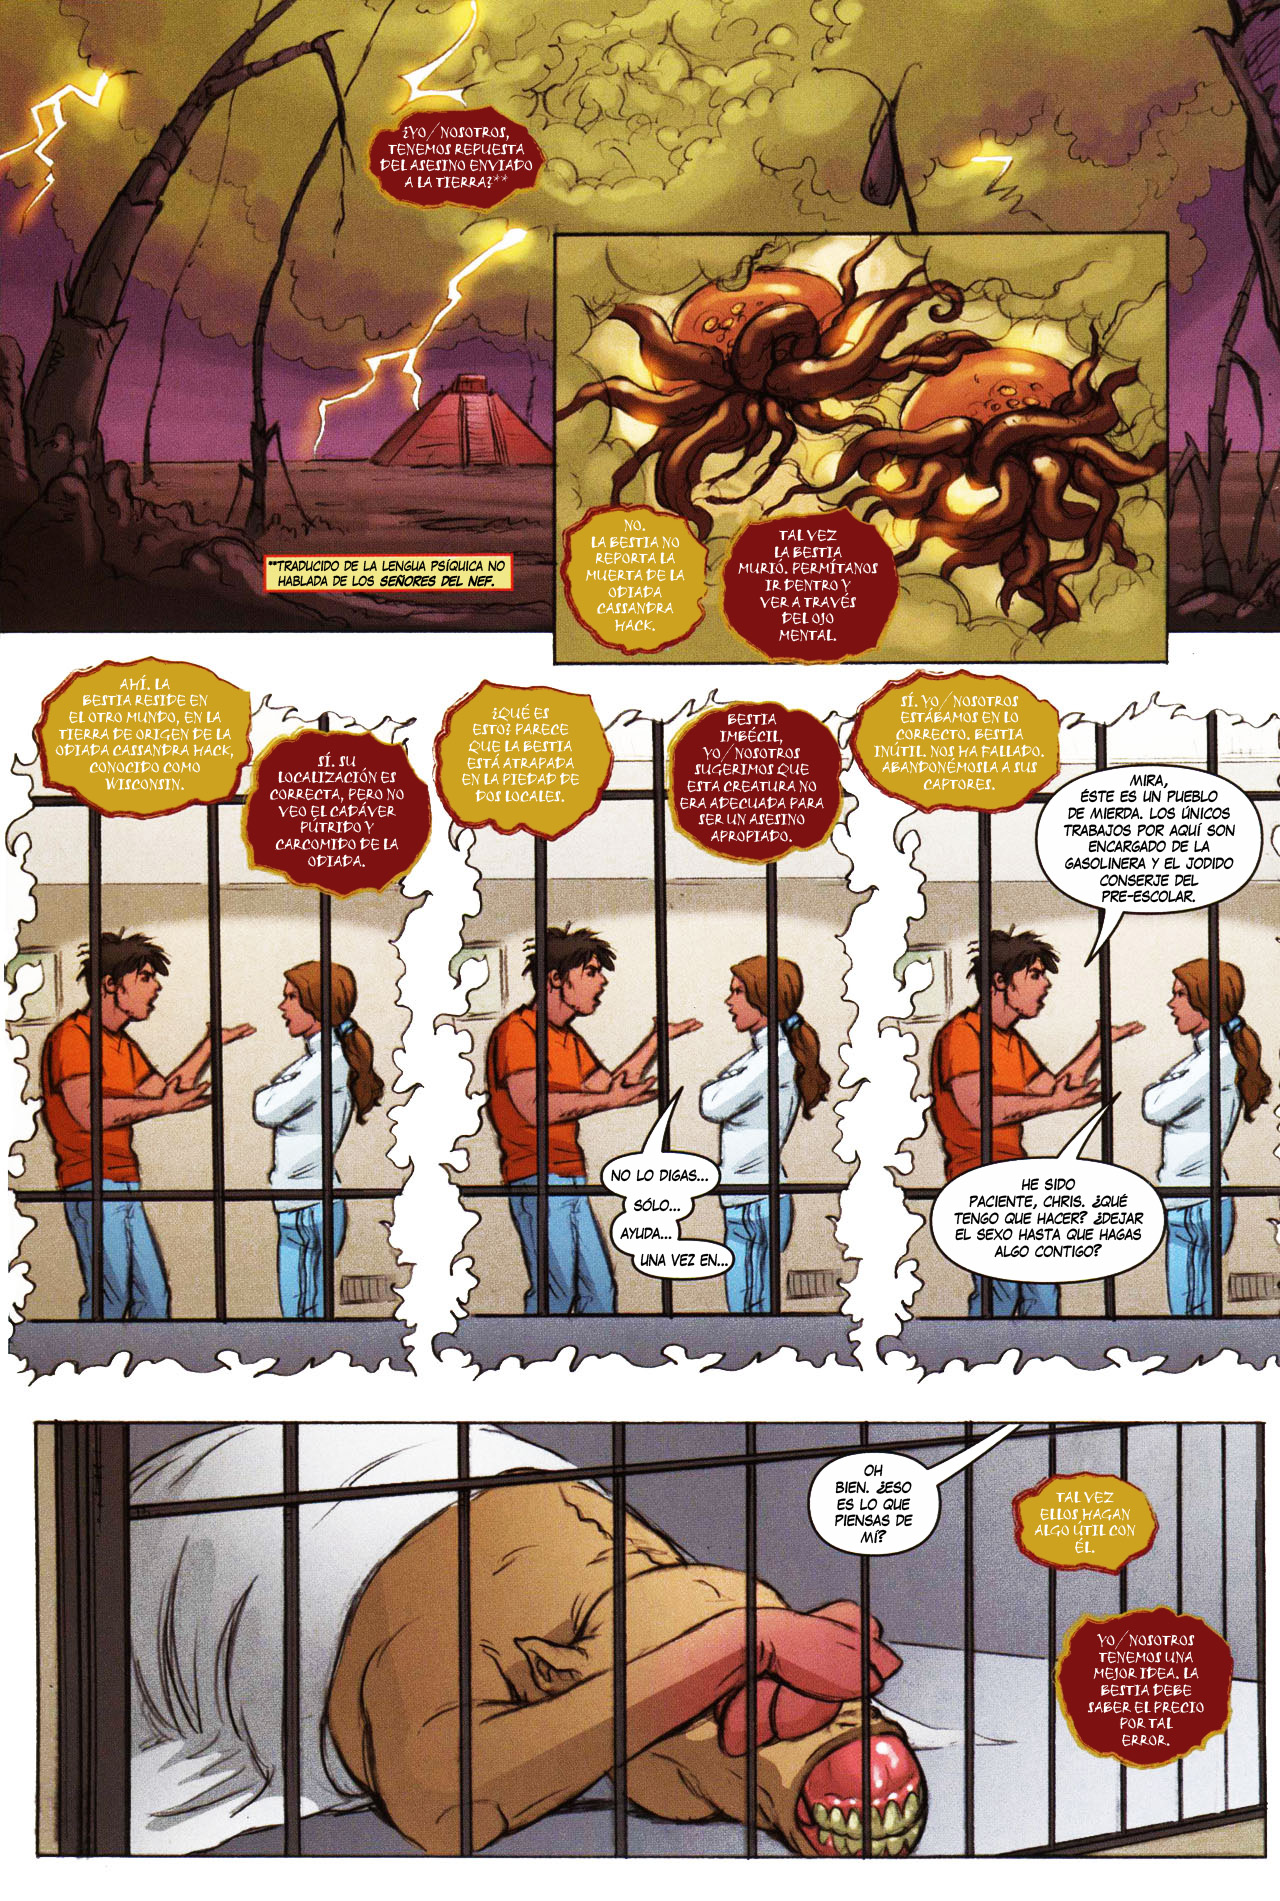 ¿YO/NOSOTROS,
TENEMOS REPUESTA
DEL ASESINO ENVIADO
A LA TIERRA?**
NO.
LA BESTIA NO
REPORTA LA
MUERTA DE LA
ODIADA
CASSANDRA
HACK.
TAL VEZ
LA BESTIA
MURIÓ. PERMÍTANOS
IR DENTRO Y
VER A TRAVÉS
DEL OJO
MENTAL.
**TRADUCIDO DE LA LENGUA PSÍQUICA NO
HABLADA DE LOS SEÑORES DEL NEF.
AHÍ. LA
BESTIA RESIDE EN
EL OTRO MUNDO, EN LA
TIERRA DE ORIGEN DE LA
ODIADA CASSANDRA HACK,
CONOCIDO COMO
WISCONSIN.
SÍ. SU
LOCALIZACIÓN ES
CORRECTA, PERO NO
VEO EL CADÁVER
PÚTRIDO Y
CARCOMIDO DE LA
ODIADA.
¿QUÉ ES
ESTO? PARECE
QUE LA BESTIA
ESTÁ ATRAPADA
EN LA PIEDAD DE
DOS LOCALES.
BESTIA
IMBÉCIL,
YO/NOSOTROS
SUGERIMOS QUE
ESTA CREATURA NO
ERA ADECUADA PARA
SER UN ASESINO
APROPIADO.
NO LO DIGAS...
SÓLO...
AYUDA...
UNA VEZ EN...
SÍ. YO/NOSOTROS
ESTÁBAMOS EN LO
CORRECTO. BESTIA
INÚTIL. NOS HA FALLADO.
ABANDONÉMOSLA A SUS
CAPTORES.
MIRA,
ÉSTE ES UN PUEBLO
DE MIERDA. LOS ÚNICOS
TRABAJOS POR AQUÍ SON
ENCARGADO DE LA
GASOLINERA Y EL JODIDO
CONSERJE DEL
PRE-ESCOLAR.
HE SIDO
PACIENTE, CHRIS. ¿QUÉ
TENGO QUE HACER? ¿DEJAR
EL SEXO HASTA QUE HAGAS
ALGO CONTIGO?
OH
BIEN. ¿ESO
ES LO QUE
PIENSAS DE
MÍ?
TAL VEZ
ELLOS HAGAN
ALGO ÚTIL CON
ÉL.
YO/NOSOTROS
TENEMOS UNA
MEJOR IDEA. LA
BESTIA DEBE
SABER EL PRECIO
POR TAL
ERROR.